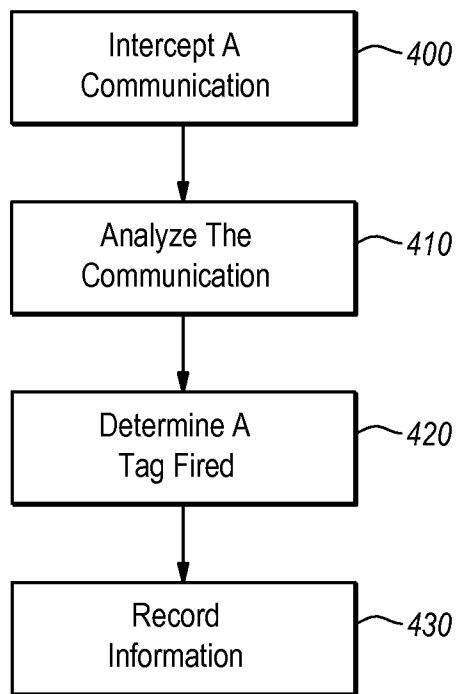 Intercept A
Communication
400
Analyze The
Communication
410
Determine A
Tag Fired
420
Record
Information
430